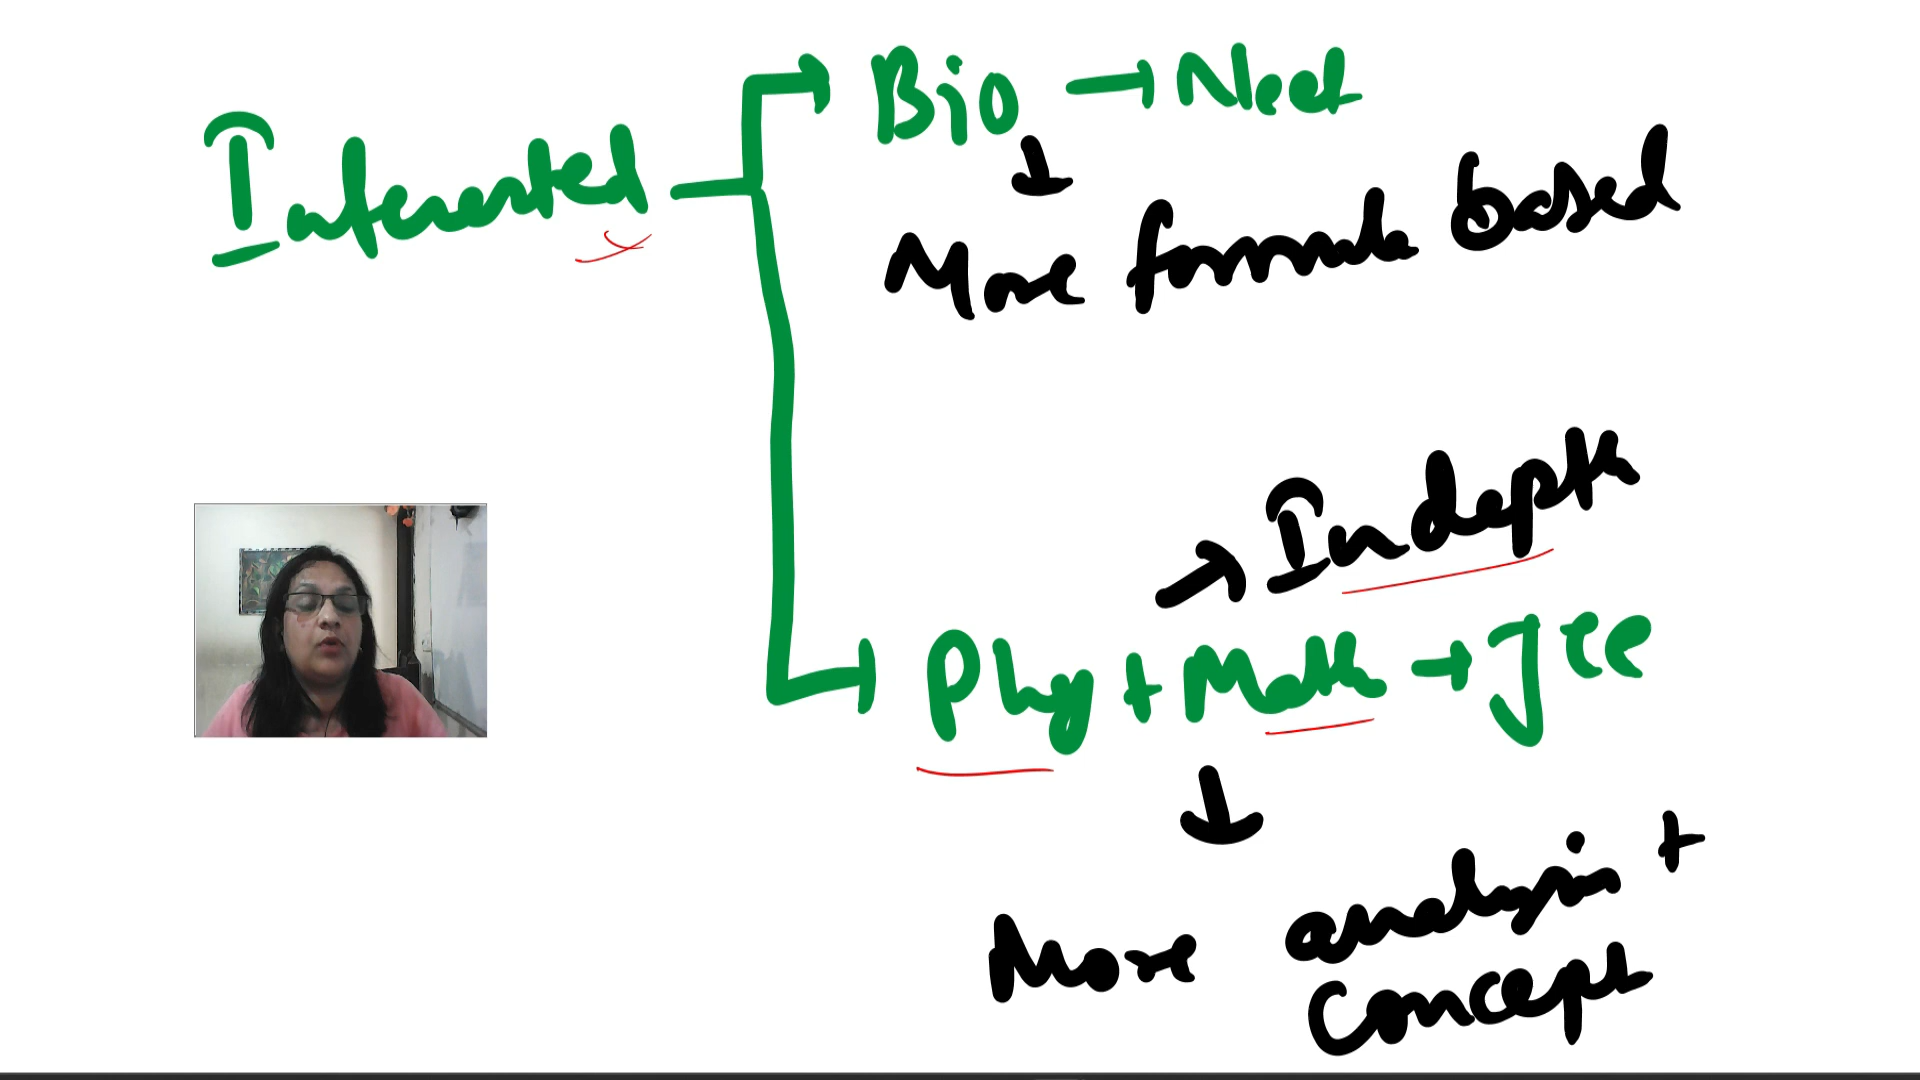 Interested
Bio → Neet
↓
More formula based
→ Indepth
Phy + Math → Jee
↓
More analysis +
concept